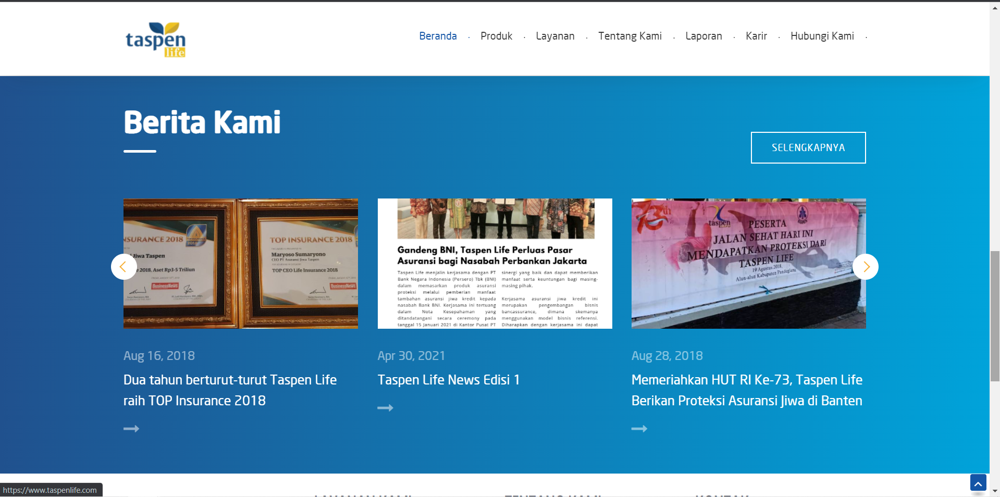 taspen
life
Beranda
Produk
Layanan
Tentang Kami
Laporan
Karir
Hubungi Kami
Berita Kami
SELENGKAPNYA
NSURANCE 2018
2018
Jiwa Taspen
2018, Aset Rp3-5 Triliun
BusinessNews
TOP INSURANCE 2018
Maryoso Sumaryono
CEO PT Asuransi Jiwa Taspen
TOP CEO Life Insurance 2018
BusinessNews
Gandeng BNI, Taspen Life Perluas Pasar
Asuransi bagi Nasabah Perbankan Jakarta
Taspen Life menjalin kerjasama dengan PT
Bank Negara Indonesia (Persero) Tbk (BNI)
dalam memasarkan produk asuransi
proteksi melalui pemberian manfaat
tambahan asuransi jiwa kredit kepada
nasabah Bank BNI. Kerjasama ini tertuang
dalam Nota Kesepahaman yang
ditandatangani secara ceremony pada
tanggal 15 Januari 2021 di Kantor Pusat PT
sinergi yang baik dan dapat memberikan
manfaat serta keuntungan bagi masing-
masing pihak.
Kerjasama asuransi jiwa kredit ini
merupakan pengembangan bisnis
bancassurance, dimana skemanya
menggunakan model bisnis referensi.
Diharapkan dengan kerjasama ini dapat
73th
taspen
PESERTA
JALAN SEHAT HARI INI
MENDAPATKAN PROTEKSI DARI
TASPEN LIFE
19 Agustus 2018,
Alun-alun Kabupaten Pandeglang
Aug 16, 2018
Dua tahun berturut-turut Taspen Life
raih TOP Insurance 2018
Apr 30, 2021
Taspen Life News Edisi 1
Aug 28, 2018
Memeriahkan HUT RI Ke-73, Taspen Life
Berikan Proteksi Asuransi Jiwa di Banten
LAYANAN KAMI
TENTANG KAMI
KONTAK
https://www.taspenlife.com